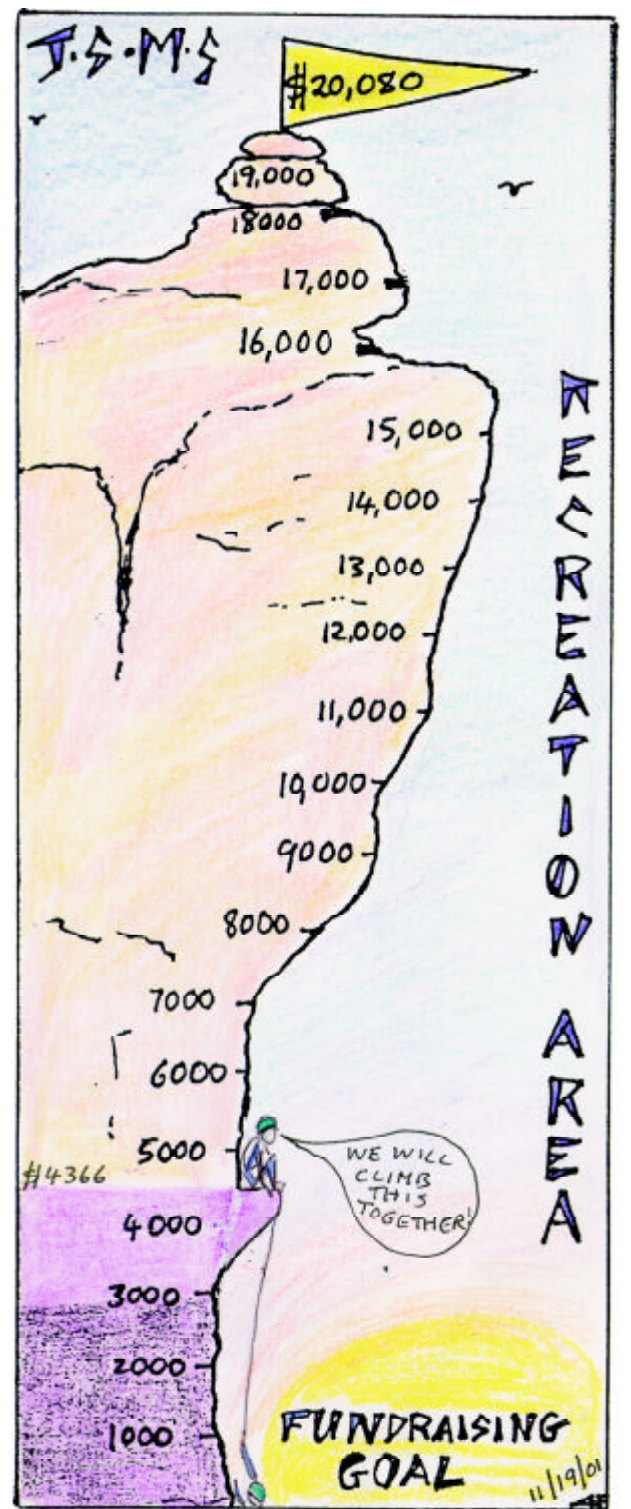 J.S.M.S
$20,080
19,000
18000
17,000
16,000
15,000
14,000
13,000
12,000
11,000
10,000
9000
8000
7000
6000
5000
$4366
4000
3000
2000
1000
WE WILL
CLIMB
THIS
TOGETHER!
RECREATION AREA
FUNDRAISING
GOAL
11/19/01